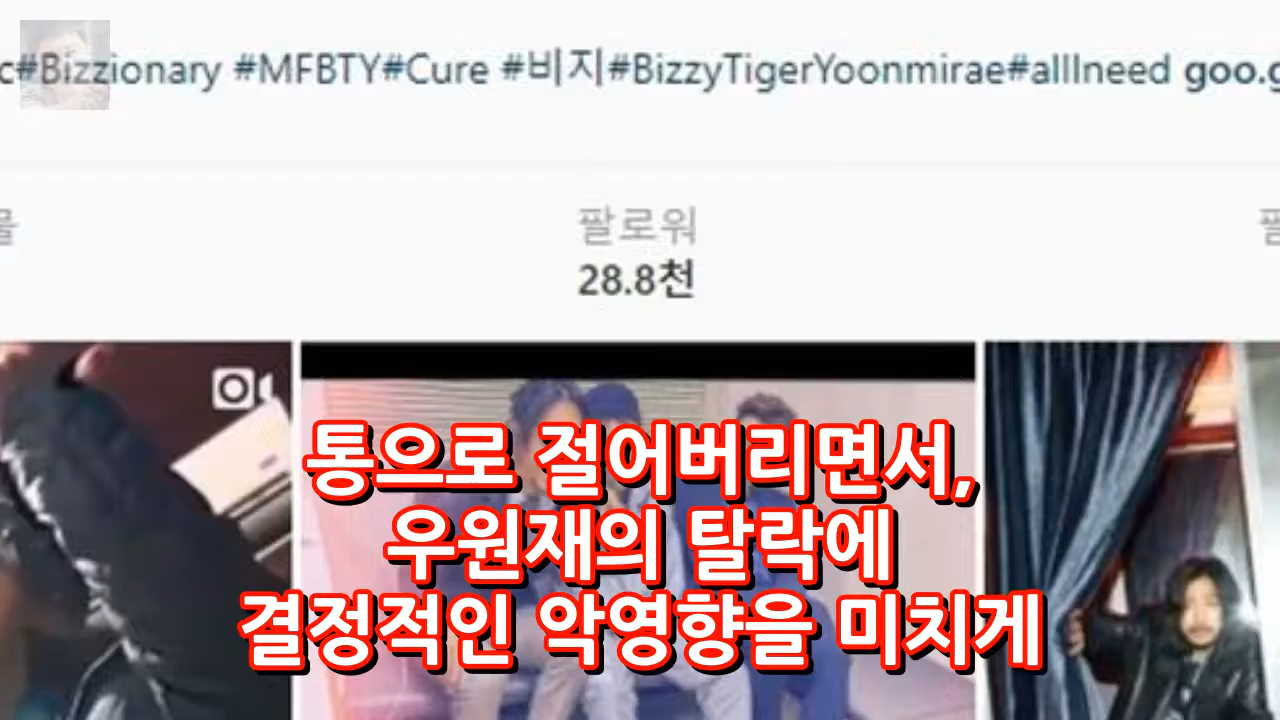 c#Bizzionary #MFBTY#Cure #비지#BizzyTigerYoonmirae#allIneed goo.g
물
팔로워
팔
28.8천
통으로 절어버리면서,
우원재의 탈락에
결정적인 악영향을 미치게